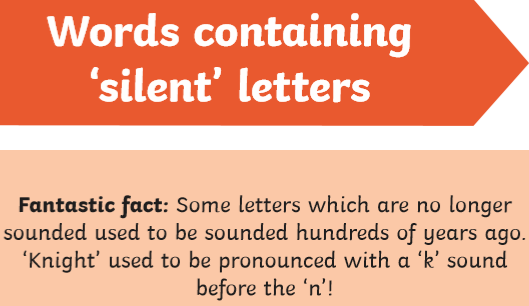 Words containing
‘silent’ letters
Fantastic fact: Some letters which are no longer
sounded used to be sounded hundreds of years ago.
‘Knight’ used to be pronounced with a ‘k’ sound
before the ‘n’!